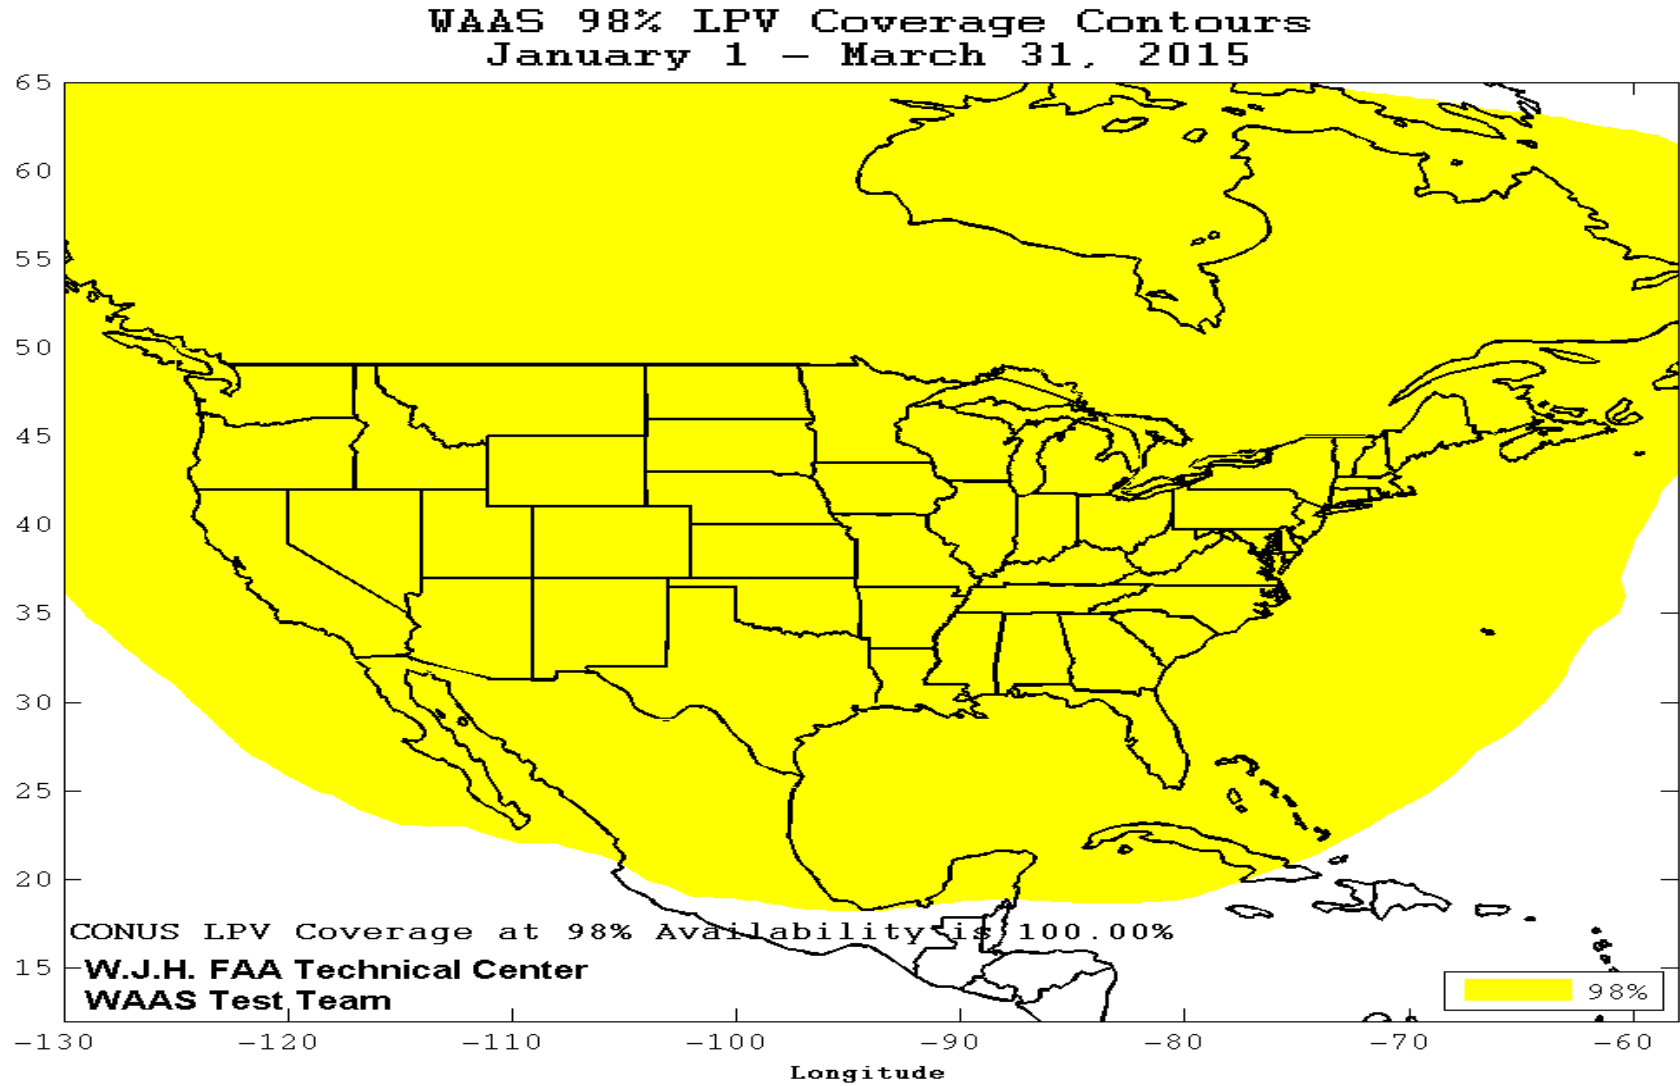 WAAS 98% LPV Coverage Contours
January 1 – March 31, 2015
65
60
55
50
45
40
35
30
25
20
15
CONUS LPV Coverage at 98% Availability is 100.00%
W.J.H. FAA Technical Center
WAAS Test Team
98%
-130 -120 -110 -100 -90 -80 -70 -60
Longitude